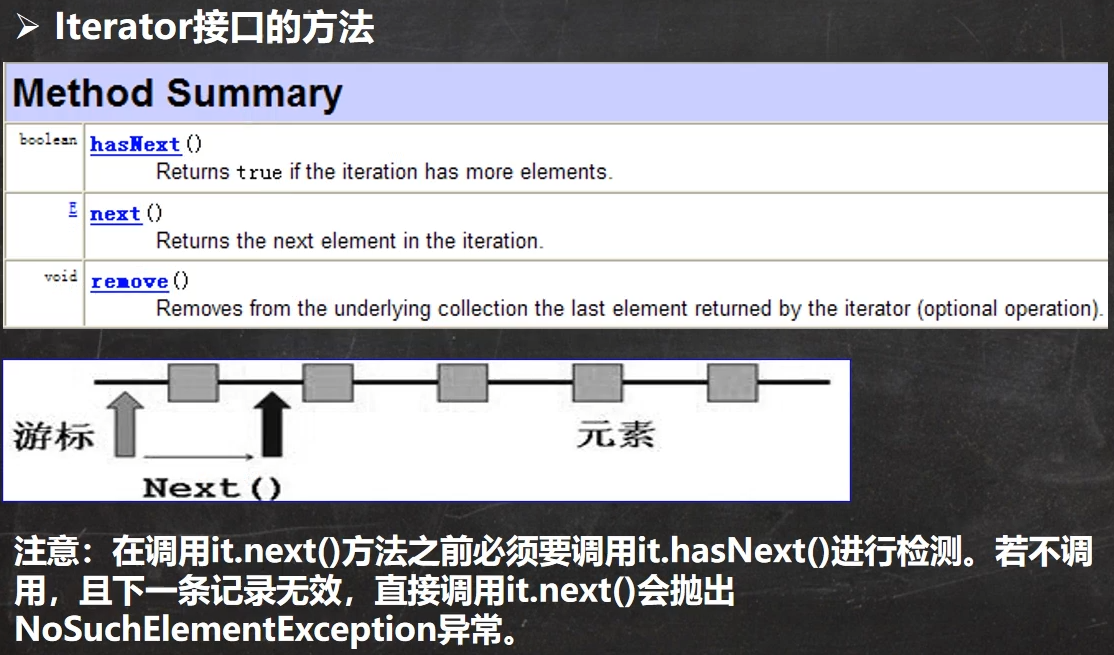 ➢ Iterator接口的方法
Method Summary
boolean hasNext()
Returns true if the iteration has more elements.
E next()
Returns the next element in the iteration.
void remove()
Removes from the underlying collection the last element returned by the iterator (optional operation).
游标
元素
Next()
注意：在调用it.next()方法之前必须要调用it.hasNext()进行检测。若不调
用，且下一条记录无效，直接调用it.next()会抛出
NoSuchElementException异常。